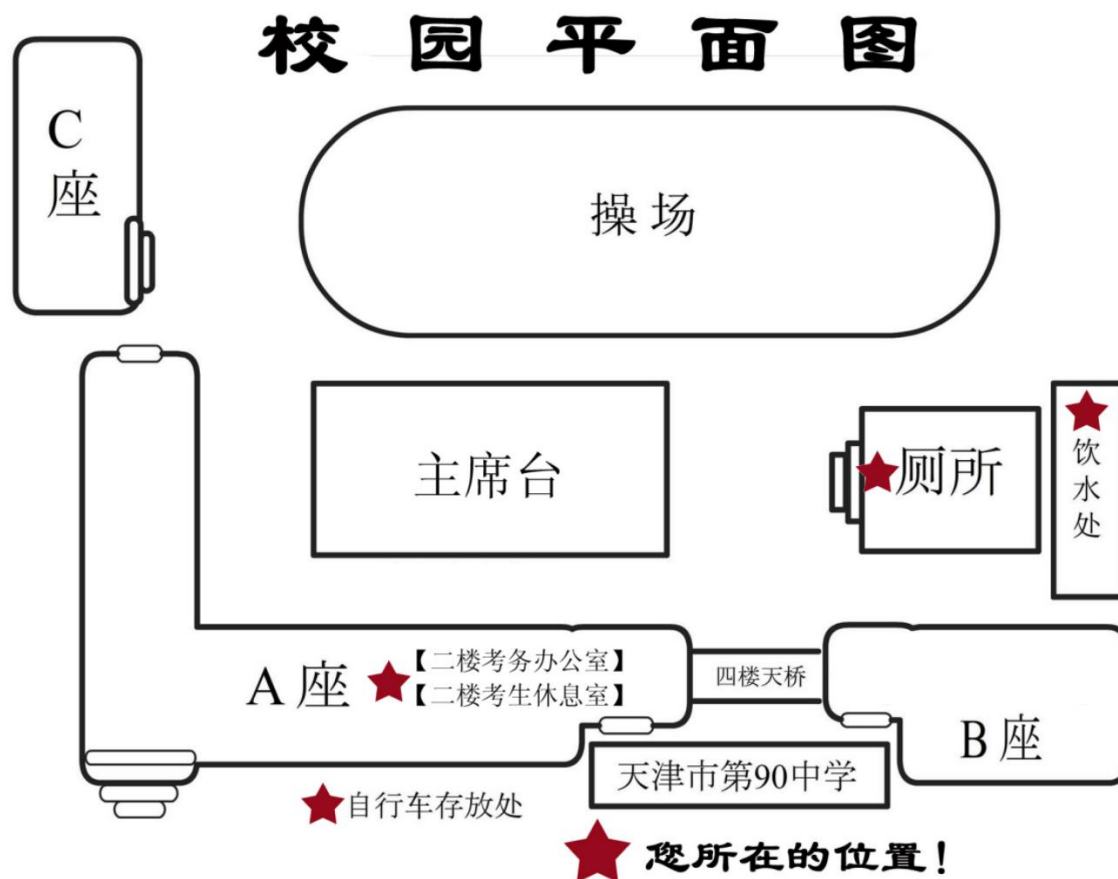 校园平面图
C座
操场
主席台
厕所
饮水处
A座
【二楼考务办公室】
【二楼考生休息室】
四楼天桥
B座
天津市第90中学
自行车存放处
您所在的位置！